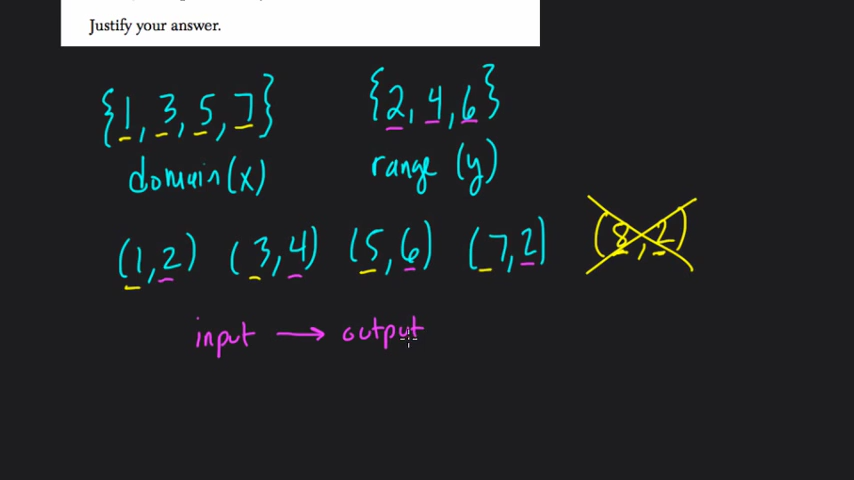 Justify your answer.
{1, 3, 5, 7} {2, 4, 6}
domain(x) range (y)
(1, 2) (3, 4) (5, 6) (7, 2) (8, 2)
input → output